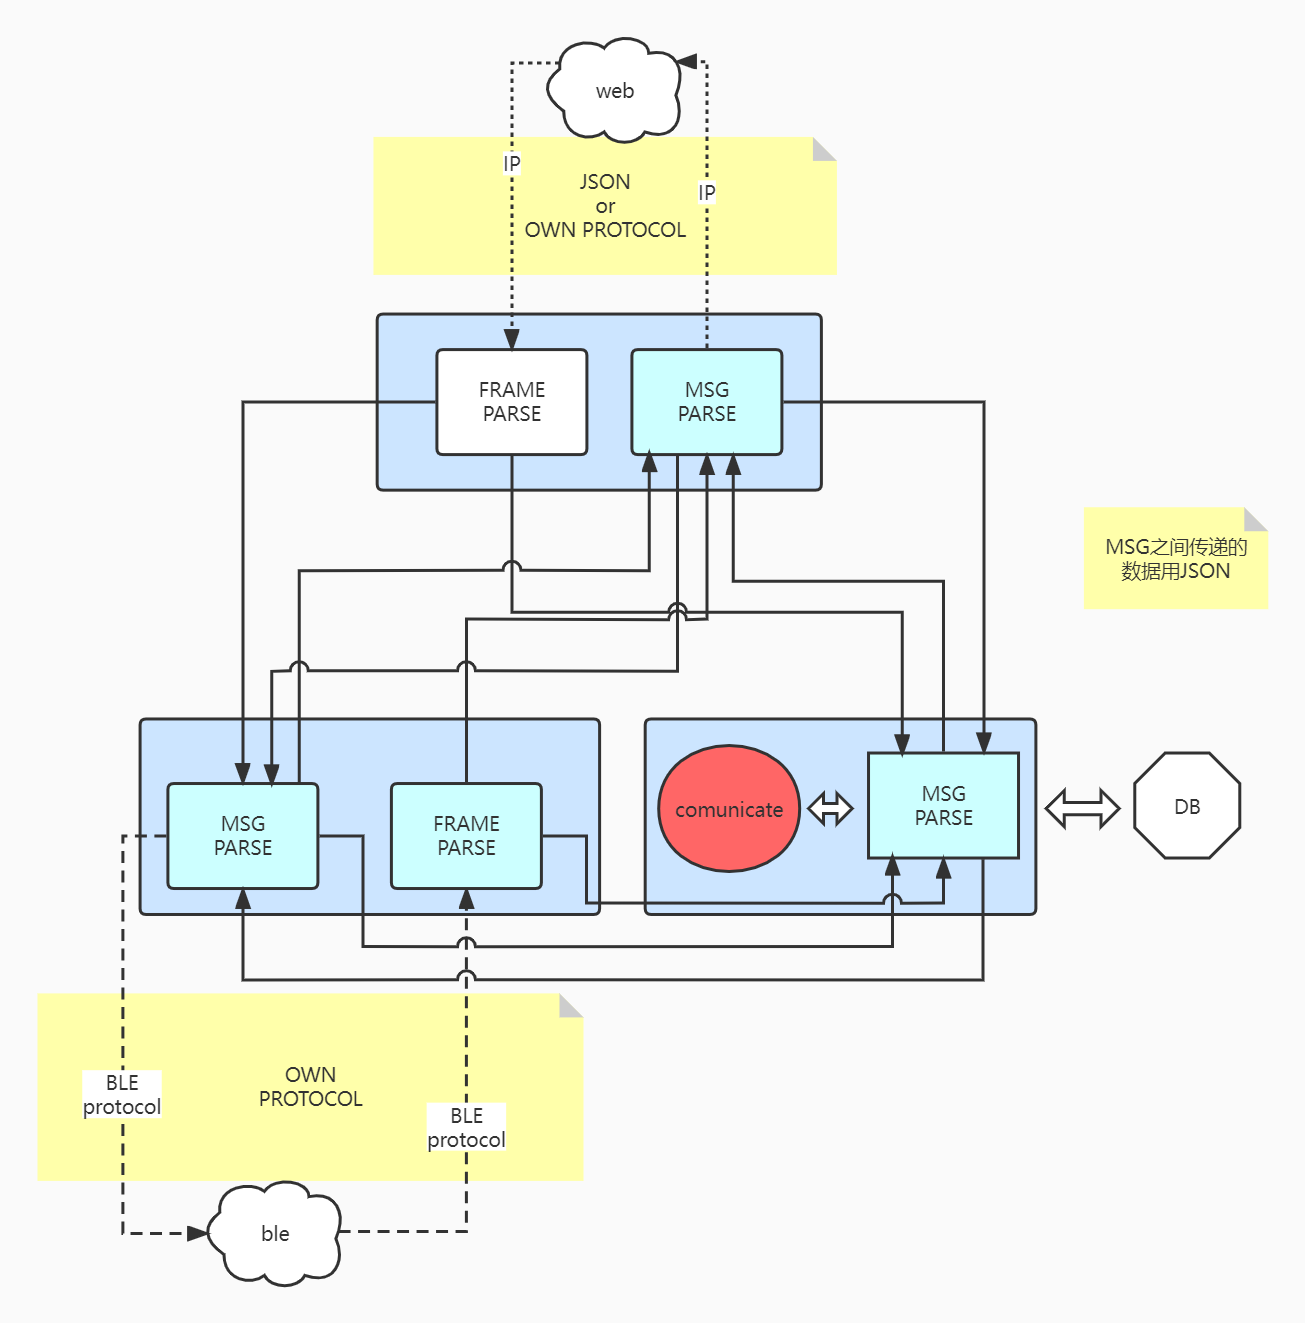 web
IP
IP
JSON
or
OWN PROTOCOL
FRAME
PARSE
MSG
PARSE
MSG之间传递的
数据用JSON
MSG
PARSE
FRAME
PARSE
comunicate
MSG
PARSE
DB
OWN
PROTOCOL
BLE
protocol
BLE
protocol
ble